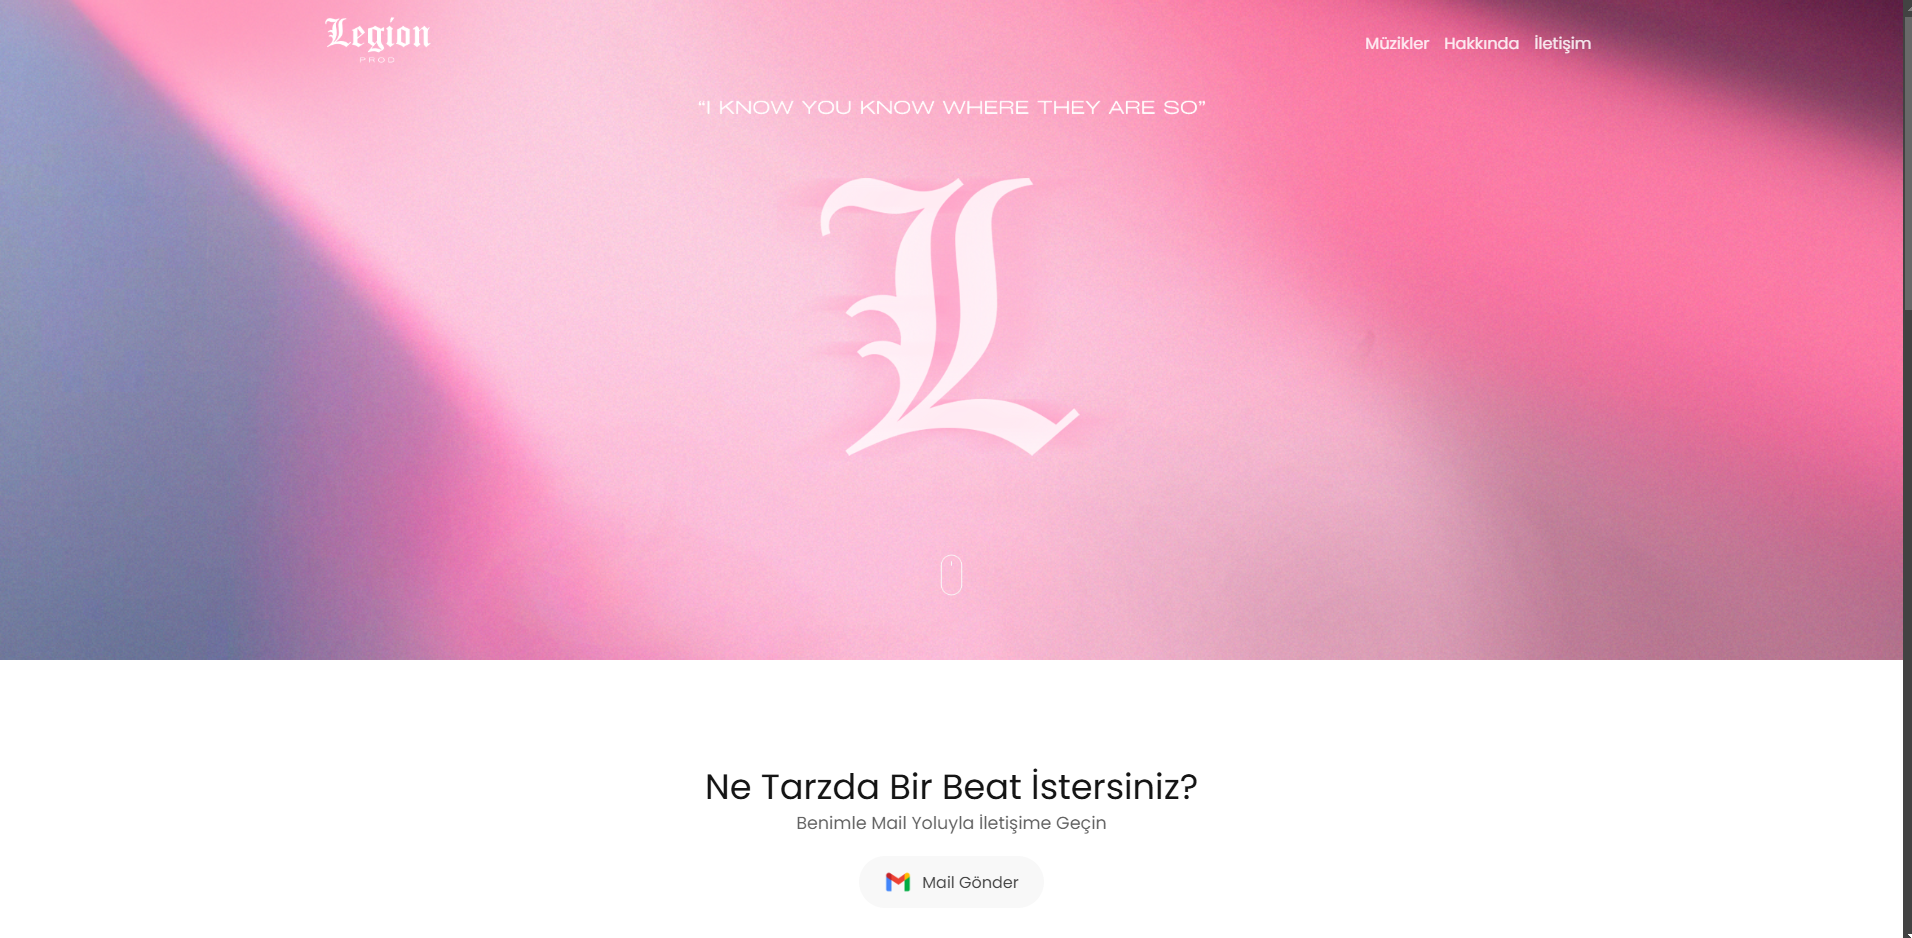 Legion
PROD
Müzikler Hakkında İletişim
“I KNOW YOU KNOW WHERE THEY ARE SO”
L
Ne Tarzda Bir Beat İstersiniz?
Benimle Mail Yoluyla İletişime Geçin
Mail Gönder